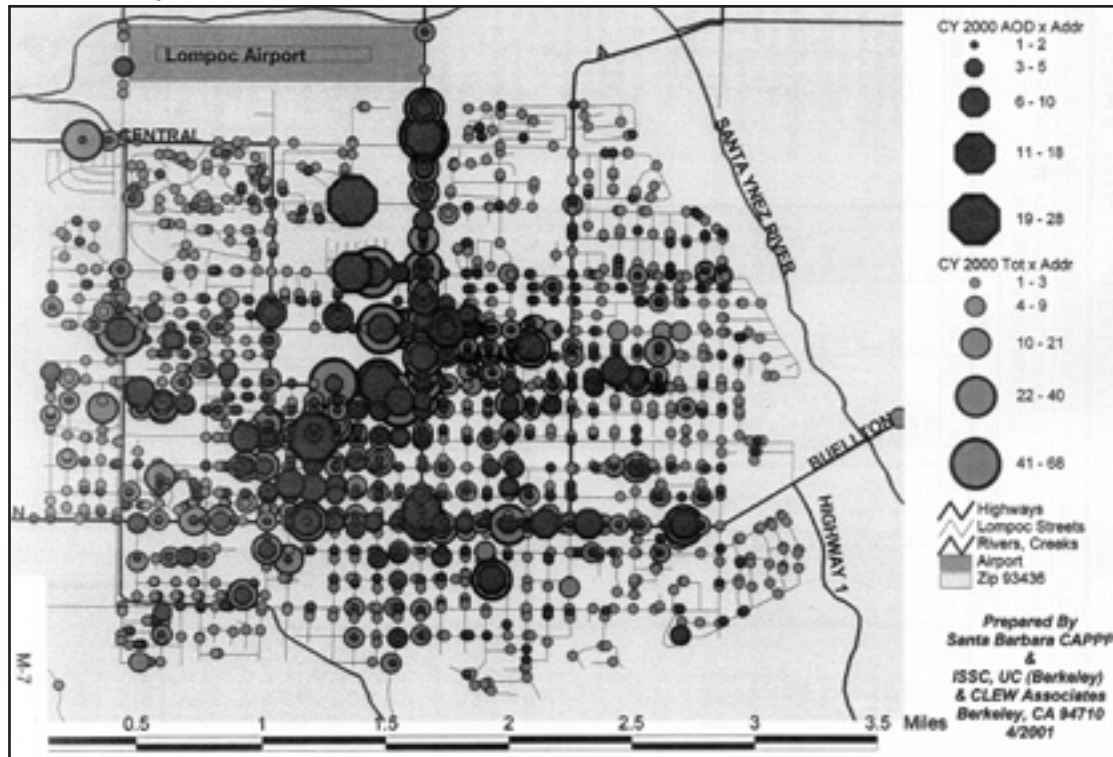 Lompoc Airport
CENTRAL
SANTA YNEZ RIVER
BUELLTON
HIGHWAY 1
M-7
0.5 1 1.5 2 2.5 3 3.5 Miles
CY 2000 AOD x Addr
1 - 2
3 - 5
6 - 10
11 - 18
19 - 28
CY 2000 Tot x Addr
1 - 3
4 - 9
10 - 21
22 - 40
41 - 68
Highways
Lompoc Streets
Rivers, Creeks
Airport
Zip 93436
Prepared By
Santa Barbara CAPPP
&
ISSC, UC (Berkeley)
& CLEW Associates
Berkeley, CA 94710
4/2001